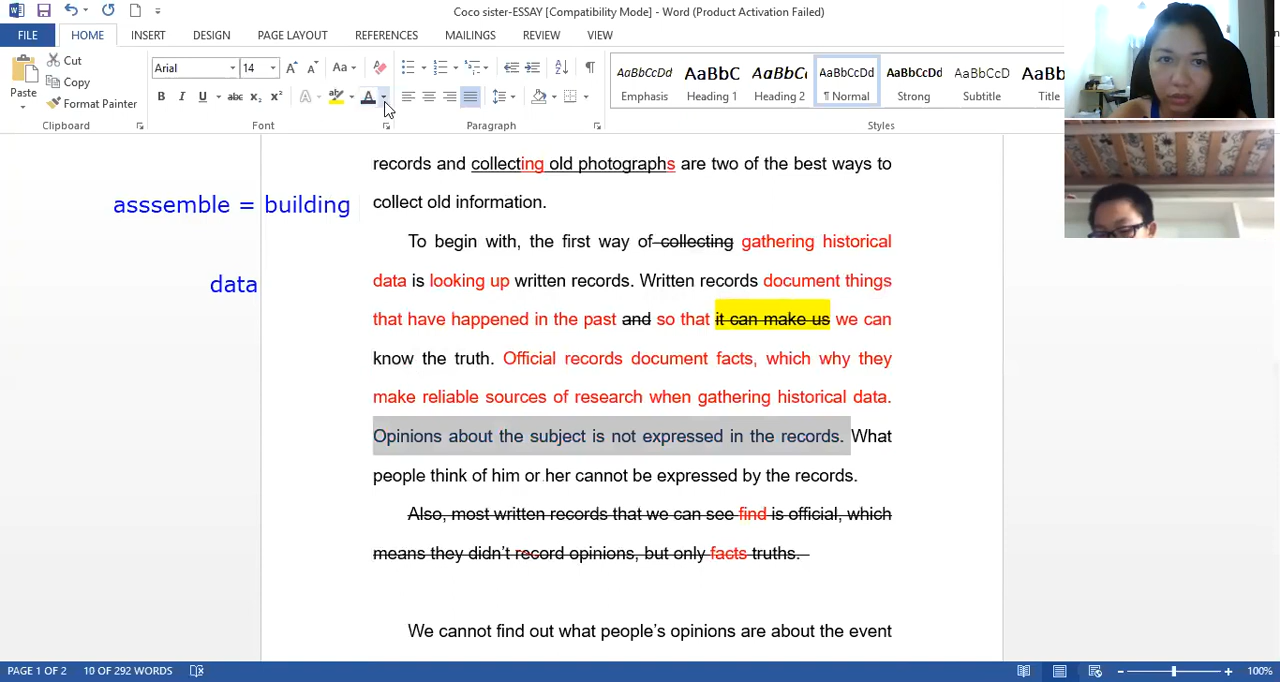 Coco sister-ESSAY [Compatibility Mode] - Word (Product Activation Failed)
FILE HOME INSERT DESIGN PAGE LAYOUT REFERENCES MAILINGS REVIEW VIEW
Paste
Cut
Copy
Format Painter
Clipboard
Arial 14
Font
Paragraph
AaBbCcDd AaBbC AaBbCc AaBbCcDd AaBbCcDd AaBbCcDd AaBb
Emphasis Heading 1 Heading 2 ¶ Normal Strong Subtitle Title
Styles
records and collecting old photographs are two of the best ways to
collect old information.
asssemble = building
data
To begin with, the first way of collecting gathering historical
data is looking up written records. Written records document things
that have happened in the past and so that it can make us we can
know the truth. Official records document facts, which why they
make reliable sources of research when gathering historical data.
Opinions about the subject is not expressed in the records. What
people think of him or her cannot be expressed by the records.
Also, most written records that we can see find is official, which
means they didn't record opinions, but only facts truths.
We cannot find out what people's opinions are about the event
PAGE 1 OF 2 10 OF 292 WORDS 100%